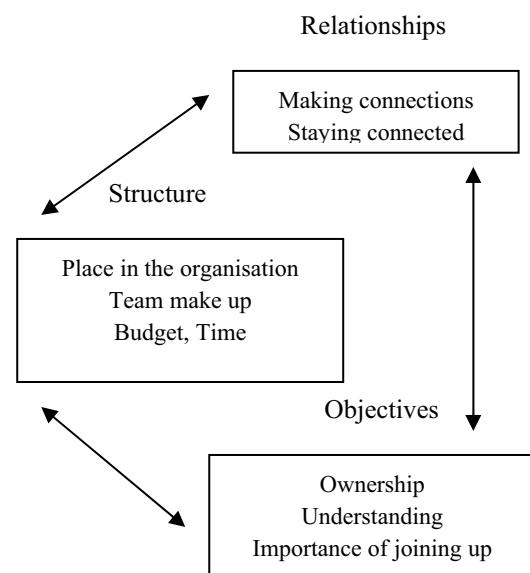 Relationships
Making connections
Staying connected
Structure
Place in the organisation
Team make up
Budget, Time
Objectives
Ownership
Understanding
Importance of joining up